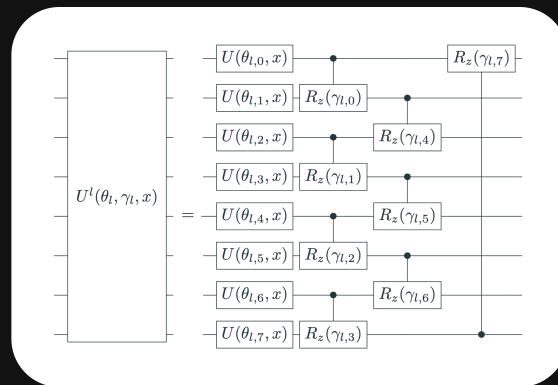 U(θ_{l,0}, x) R_z(γ_{l,7})
U(θ_{l,1}, x) R_z(γ_{l,0})
U(θ_{l,2}, x) R_z(γ_{l,4})
U(θ_{l,3}, x) R_z(γ_{l,1})
U^l(θ_l, γ_l, x)
= U(θ_{l,4}, x) R_z(γ_{l,5})
U(θ_{l,5}, x) R_z(γ_{l,2})
U(θ_{l,6}, x) R_z(γ_{l,6})
U(θ_{l,7}, x) R_z(γ_{l,3})